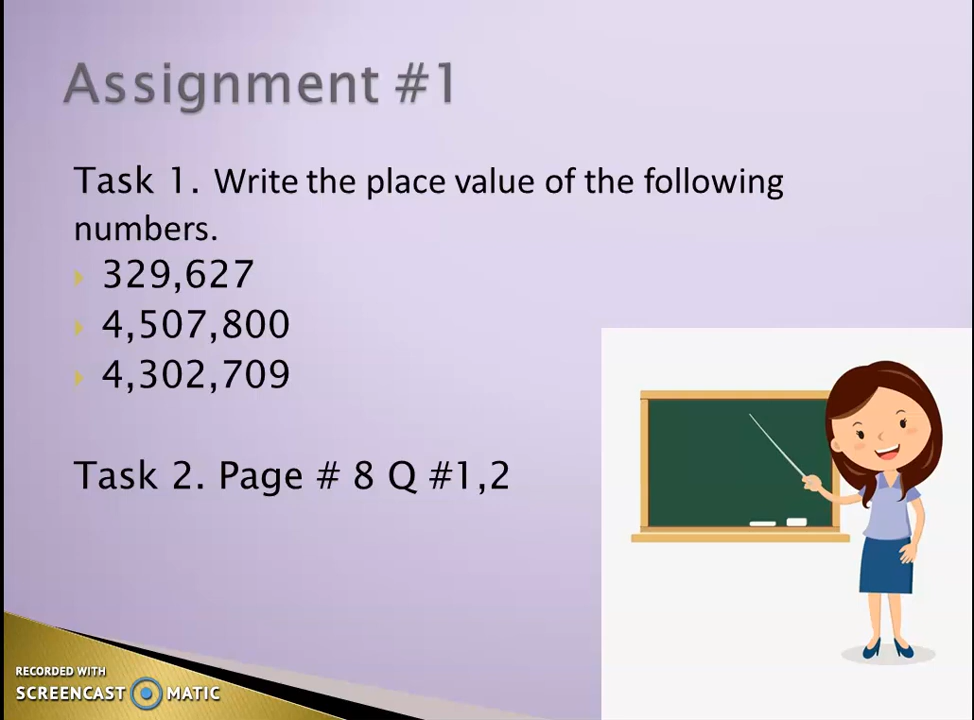 Assignment #1
Task 1. Write the place value of the following
numbers.
329,627
4,507,800
4,302,709
Task 2. Page # 8 Q #1,2
RECORDED WITH
SCREENCAST MATIC